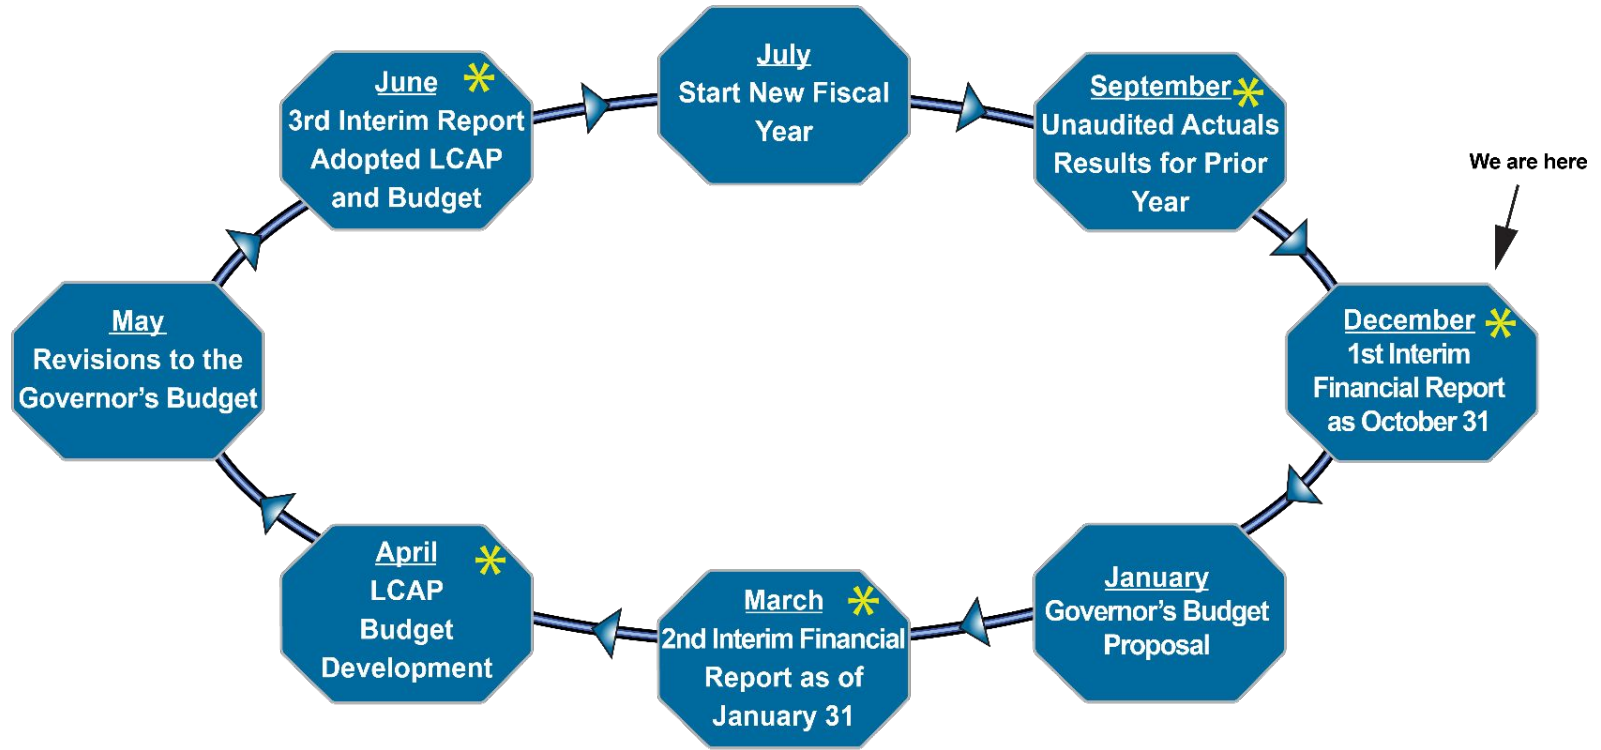 July
Start New Fiscal
Year
September
Unaudited Actuals
Results for Prior
Year
We are here
December
1st Interim
Financial Report
as October 31
January
Governor's Budget
Proposal
March
2nd Interim Financial
Report as of
January 31
April
LCAP
Budget
Development
May
Revisions to the
Governor's Budget
June
3rd Interim Report
Adopted LCAP
and Budget